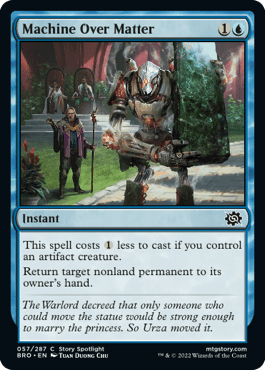 Machine Over Matter 1
Instant
This spell costs 1 less to cast if you control
an artifact creature.
Return target nonland permanent to its
owner's hand.
The Warlord decreed that only someone who
could move the statue would be strong enough
to marry the princess. So Urza moved it.
057/287 C Story Spotlight mtgstory.com
BRO • EN Tuan Duong Chu ™ & © 2022 Wizards of the Coast